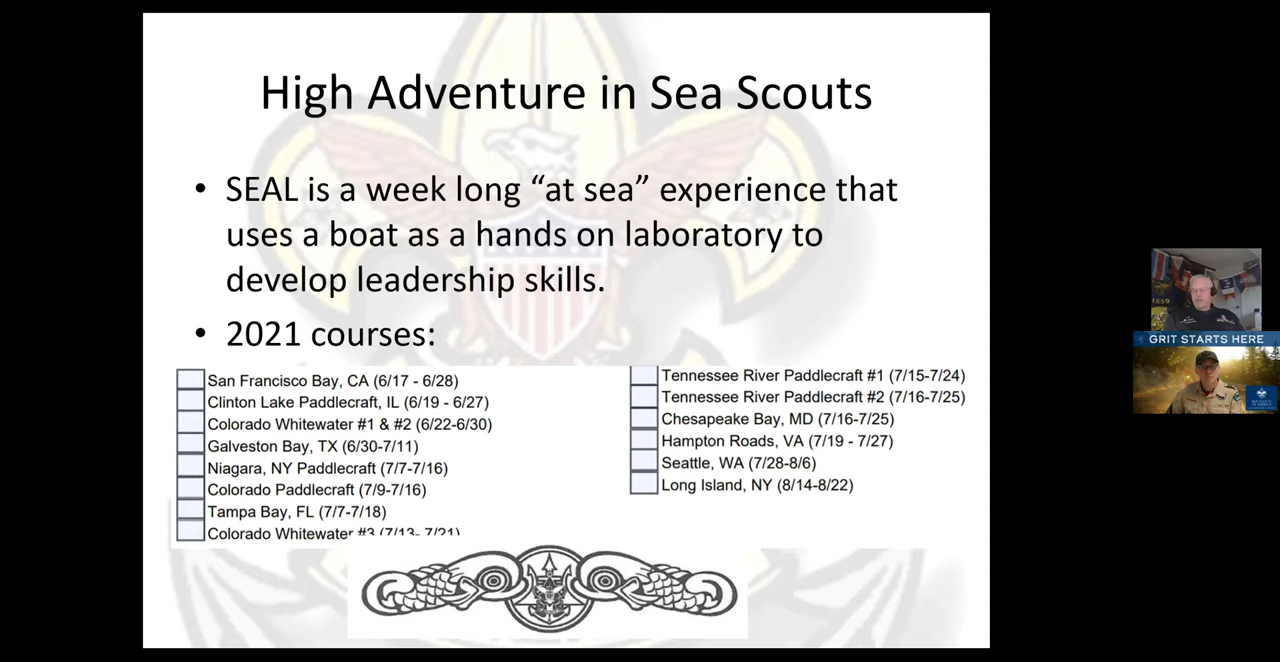 High Adventure in Sea Scouts
• SEAL is a week long “at sea” experience that
uses a boat as a hands on laboratory to
develop leadership skills.
• 2021 courses:
San Francisco Bay, CA (6/17 - 6/28)
Clinton Lake Paddlecraft, IL (6/19 - 6/27)
Colorado Whitewater #1 & #2 (6/22-6/30)
Galveston Bay, TX (6/30-7/11)
Niagara, NY Paddlecraft (7/7-7/16)
Colorado Paddlecraft (7/9-7/16)
Tampa Bay, FL (7/7-7/18)
Colorado Whitewater #3 (7/13- 7/21)
Tennessee River Paddlecraft #1 (7/15-7/24)
Tennessee River Paddlecraft #2 (7/16-7/25)
Chesapeake Bay, MD (7/16-7/25)
Hampton Roads, VA (7/19 - 7/27)
Seattle, WA (7/28-8/6)
Long Island, NY (8/14-8/22)
GRIT STARTS HERE